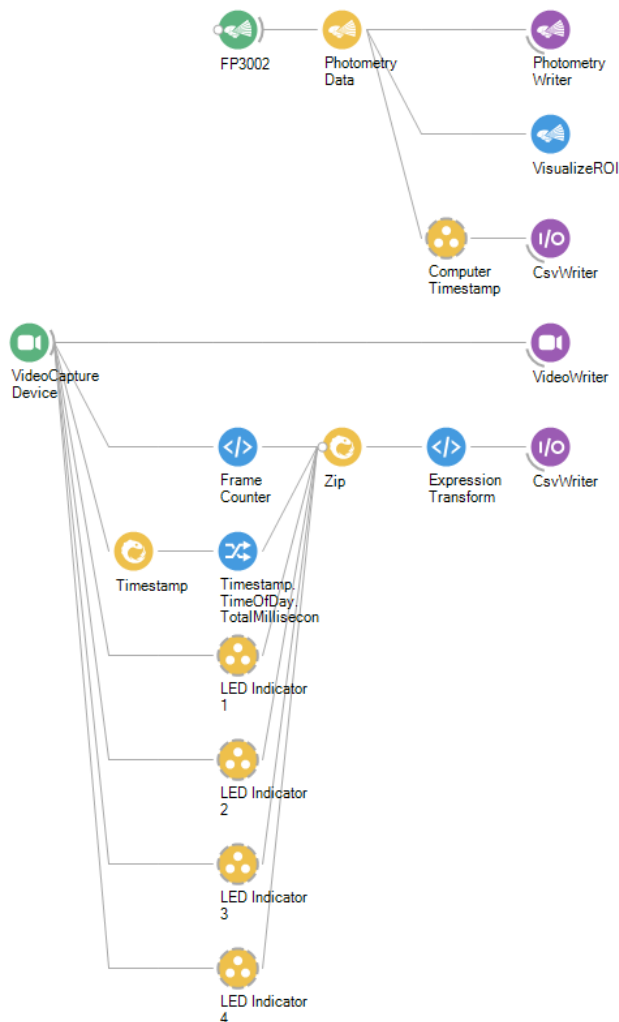 FP3002
Photometry
Data
Photometry
Writer
VisualizeROI
Computer
Timestamp
I/O
CsvWriter
VideoCapture
Device
VideoWriter
</>
Frame
Counter
Zip
</>
Expression
Transform
I/O
CsvWriter
Timestamp
Timestamp.
TimeOfDay.
TotalMillisecon
LED Indicator
1
LED Indicator
2
LED Indicator
3
LED Indicator
4